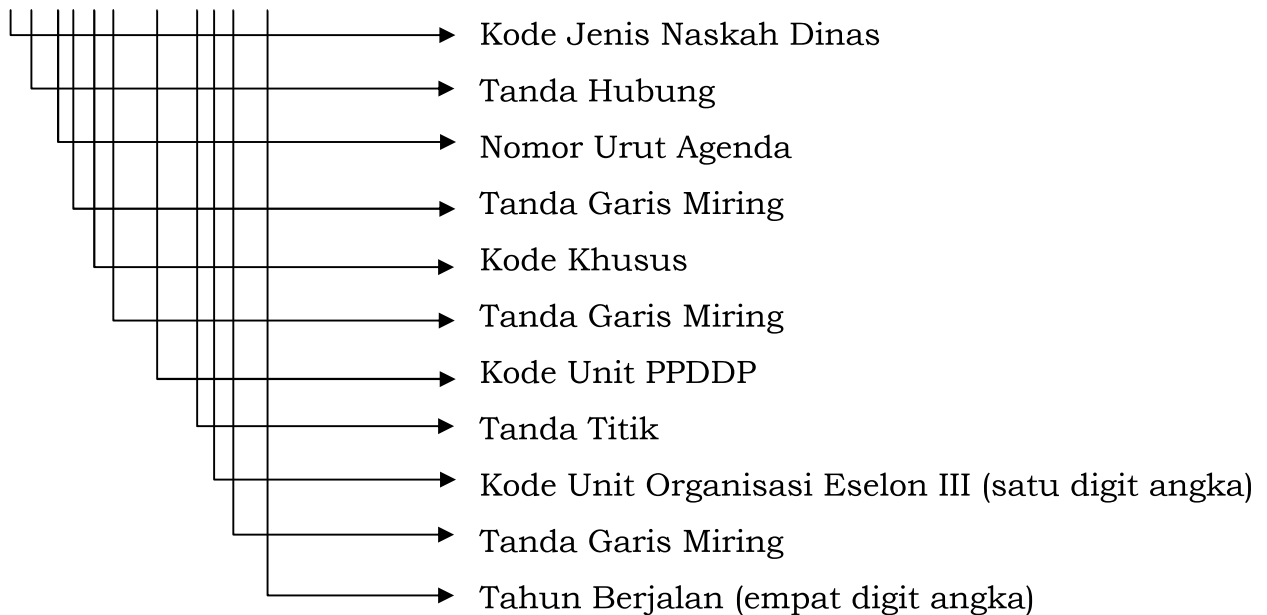 Kode Jenis Naskah Dinas
Tanda Hubung
Nomor Urut Agenda
Tanda Garis Miring
Kode Khusus
Tanda Garis Miring
Kode Unit PPDDP
Tanda Titik
Kode Unit Organisasi Eselon III (satu digit angka)
Tanda Garis Miring
Tahun Berjalan (empat digit angka)